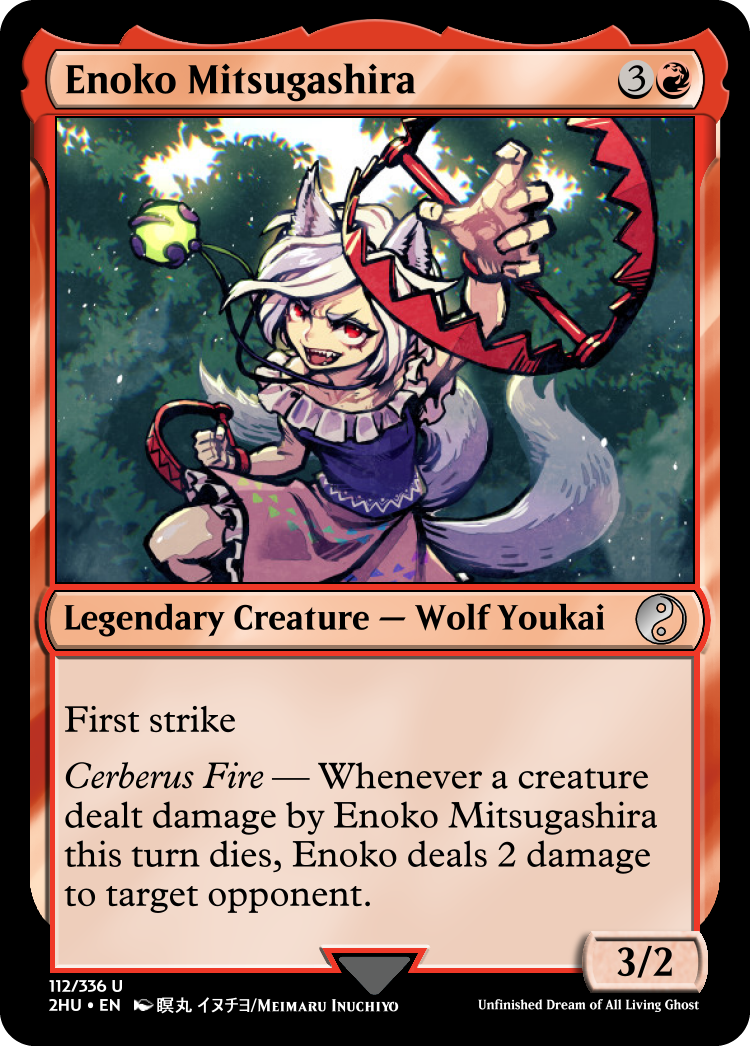 Enoko Mitsugashira
3
Legendary Creature — Wolf Youkai
First strike
Cerberus Fire — Whenever a creature
dealt damage by Enoko Mitsugashira
this turn dies, Enoko deals 2 damage
to target opponent.
3/2
112/336 U
2HU • EN 瞑丸 イヌチヨ/Meimaru Inuchiyo
Unfinished Dream of All Living Ghost